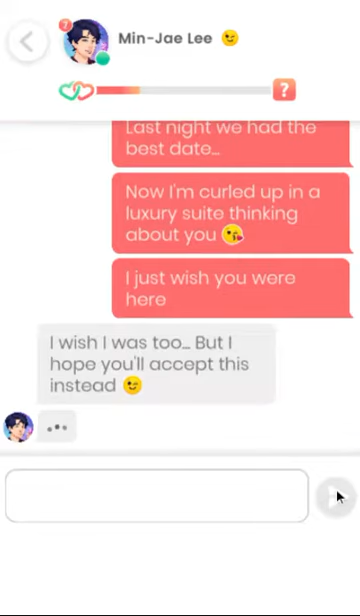 7
Min-Jae Lee 😉
?
Last night we had the
best date...
Now I'm curled up in a
luxury suite thinking
about you 😘
I just wish you were
here
I wish I was too... But I
hope you'll accept this
instead 😉